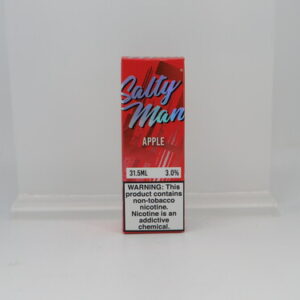 Salty
Man
APPLE
31.5ML 3.0%
WARNING: This
product contains
non-tobacco
nicotine.
Nicotine is an
addictive
chemical.